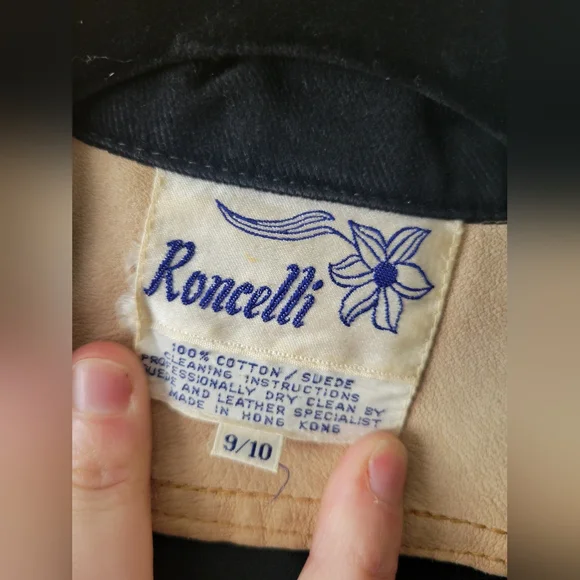 Roncelli
100% COTTON / SUEDE
CLEANING INSTRUCTIONS
PROFESSIONALLY DRY CLEAN BY
SUEDE AND LEATHER SPECIALIST
MADE IN HONG KONG
9/10